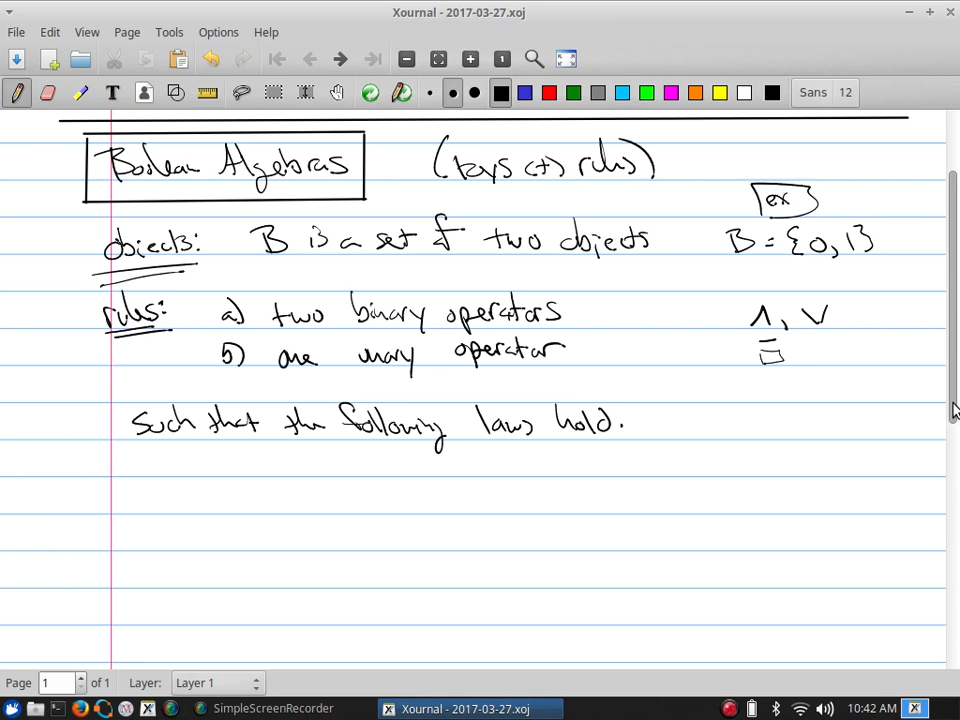 Xournal - 2017-03-27.xoj
File Edit View Page Tools Options Help
Sans 12
Boolean Algebras (toys ↔ rules)
ex
objects: B is a set of two objects B = {0, 1}
rules: a) two binary operators ∧, ∨
b) one unary operator
such that the following laws hold.
Page 1 of 1 Layer: Layer 1
SimpleScreenRecorder Xournal - 2017-03-27.xoj 10:42 AM